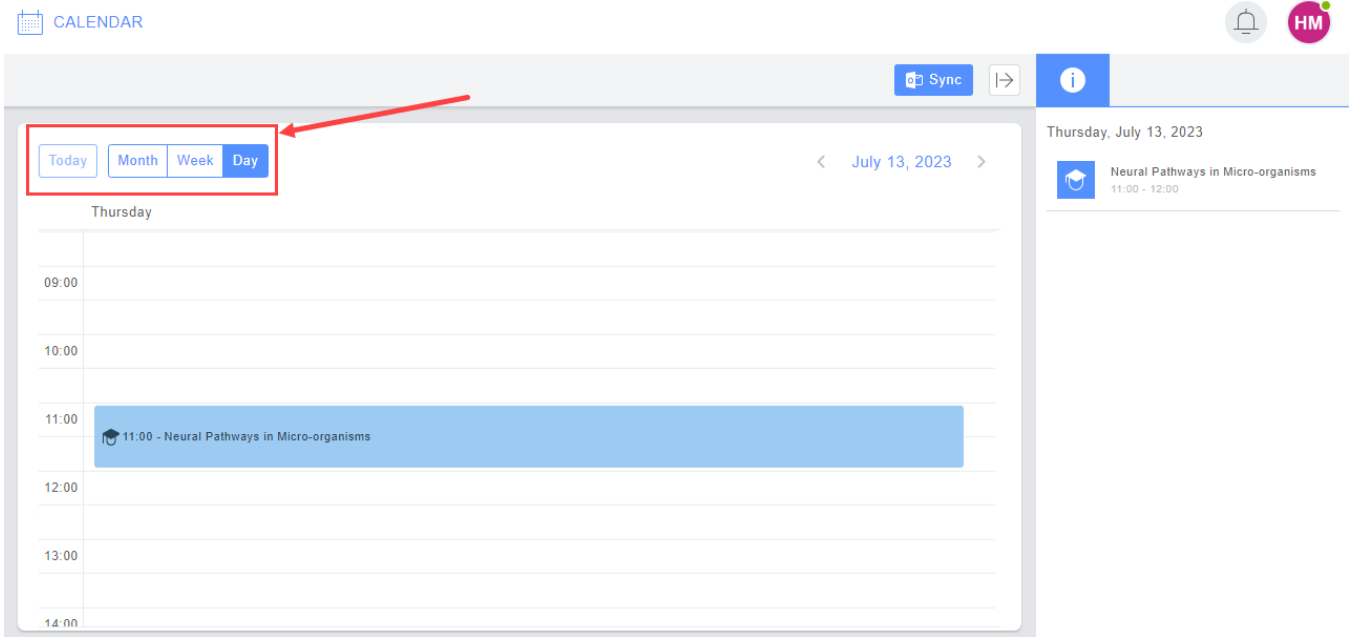 CALENDAR
HM
Sync
Today Month Week Day
July 13, 2023
Thursday
09:00
10:00
11:00
11:00 - Neural Pathways in Micro-organisms
12:00
13:00
14:00
Thursday, July 13, 2023
Neural Pathways in Micro-organisms
11:00 - 12:00